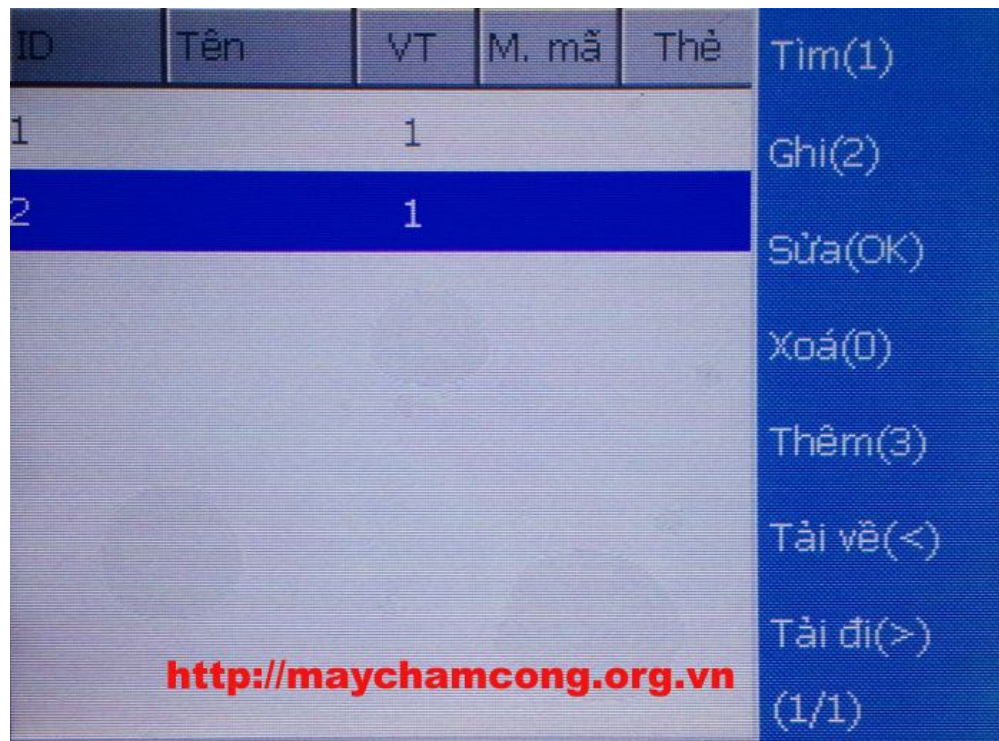 ID Tên VT M. mã Thẻ
1 1
2 1
Tìm(1)
Ghi(2)
Sửa(OK)
Xoá(0)
Thêm(3)
Tải về(<)
Tải đi(>)
(1/1)
http://maychamcong.org.vn